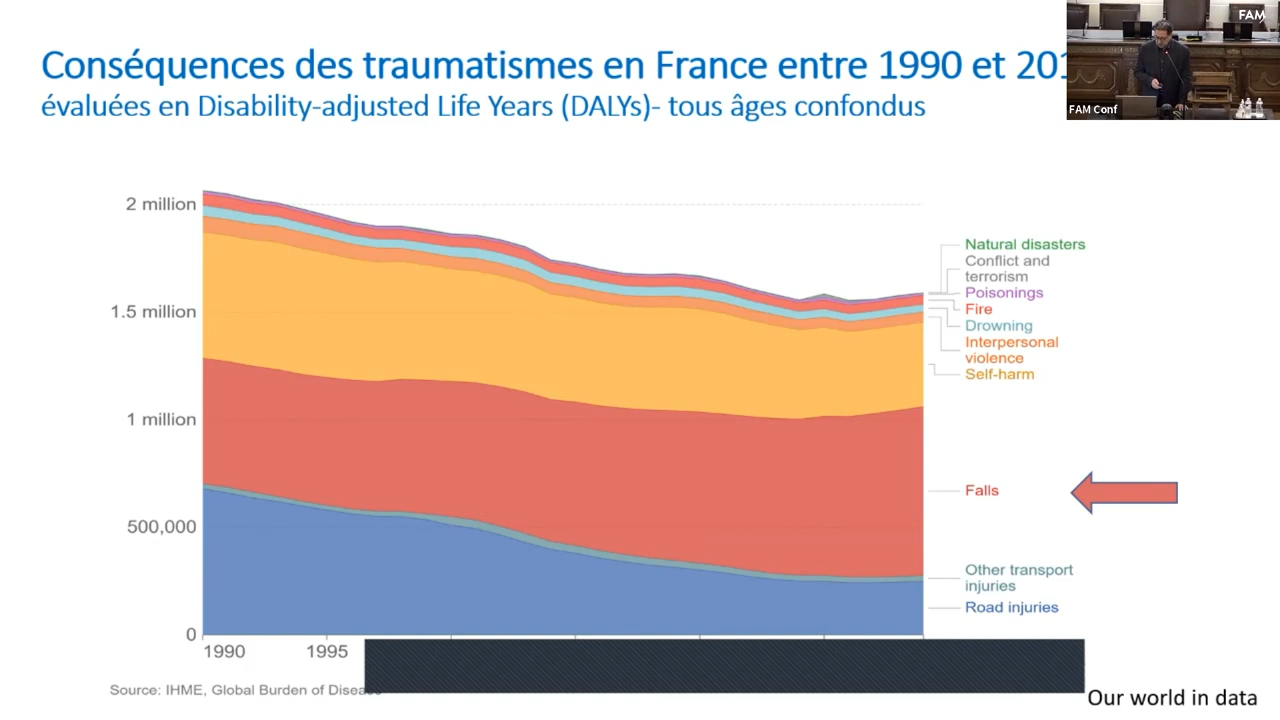 Conséquences des traumatismes en France entre 1990 et
évaluées en Disability-adjusted Life Years (DALYs)- tous âges confondus
FAM
FAM Conf
2 million
1.5 million
1 million
500,000
0
Natural disasters
Conflict and
terrorism
Poisonings
Fire
Drowning
Interpersonal
violence
Self-harm
Falls
Other transport
injuries
Road injuries
1990 1995
Source: IHME, Global Burden of
Our world in data